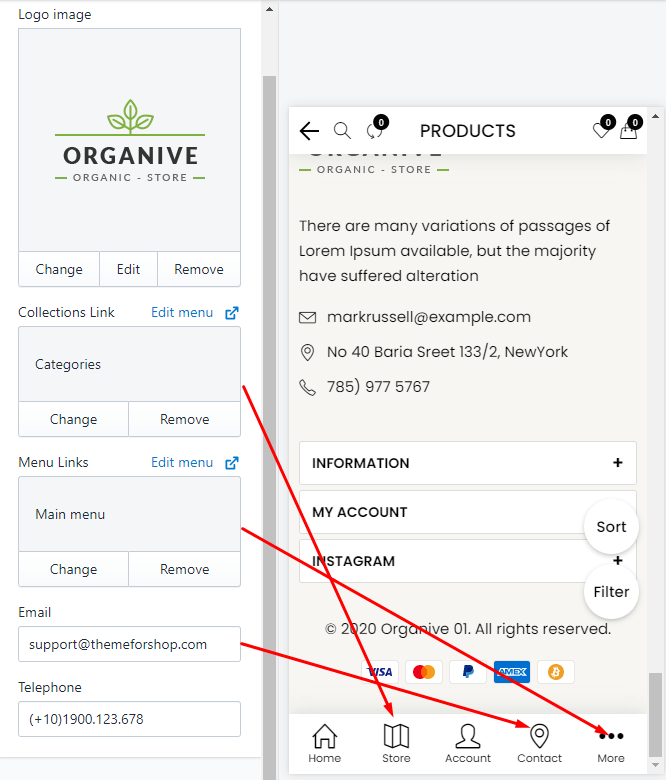 Logo image
ORGANIVE
ORGANIC - STORE
Change Edit Remove
Collections Link Edit menu
Categories
Change Remove
Menu Links Edit menu
Main menu
Change Remove
Email
support@themeforshop.com
Telephone
(+10)1900.123.678
0 PRODUCTS 0 0
ORGANIVE
ORGANIC - STORE
There are many variations of passages of
Lorem Ipsum available, but the majority
have suffered alteration
markrussell@example.com
No 40 Baria Sreet 133/2, NewYork
785) 977 5767
INFORMATION +
MY ACCOUNT
Sort
INSTAGRAM +
Filter
© 2020 Organive 01. All rights reserved.
VISA PayPal AMEX
Home Store Account Contact More